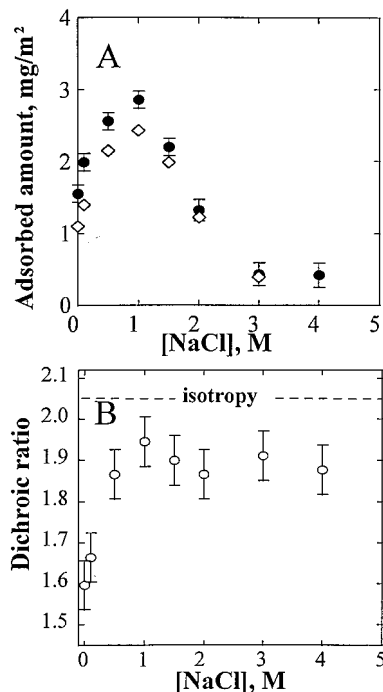 A
Adsorbed amount, mg/m²
4
3
2
1
0
0 1 2 3 4 5
[NaCl], M
B
isotropy
Dichroic ratio
2.1
2.0
1.9
1.8
1.7
1.6
1.5
0 1 2 3 4 5
[NaCl], M